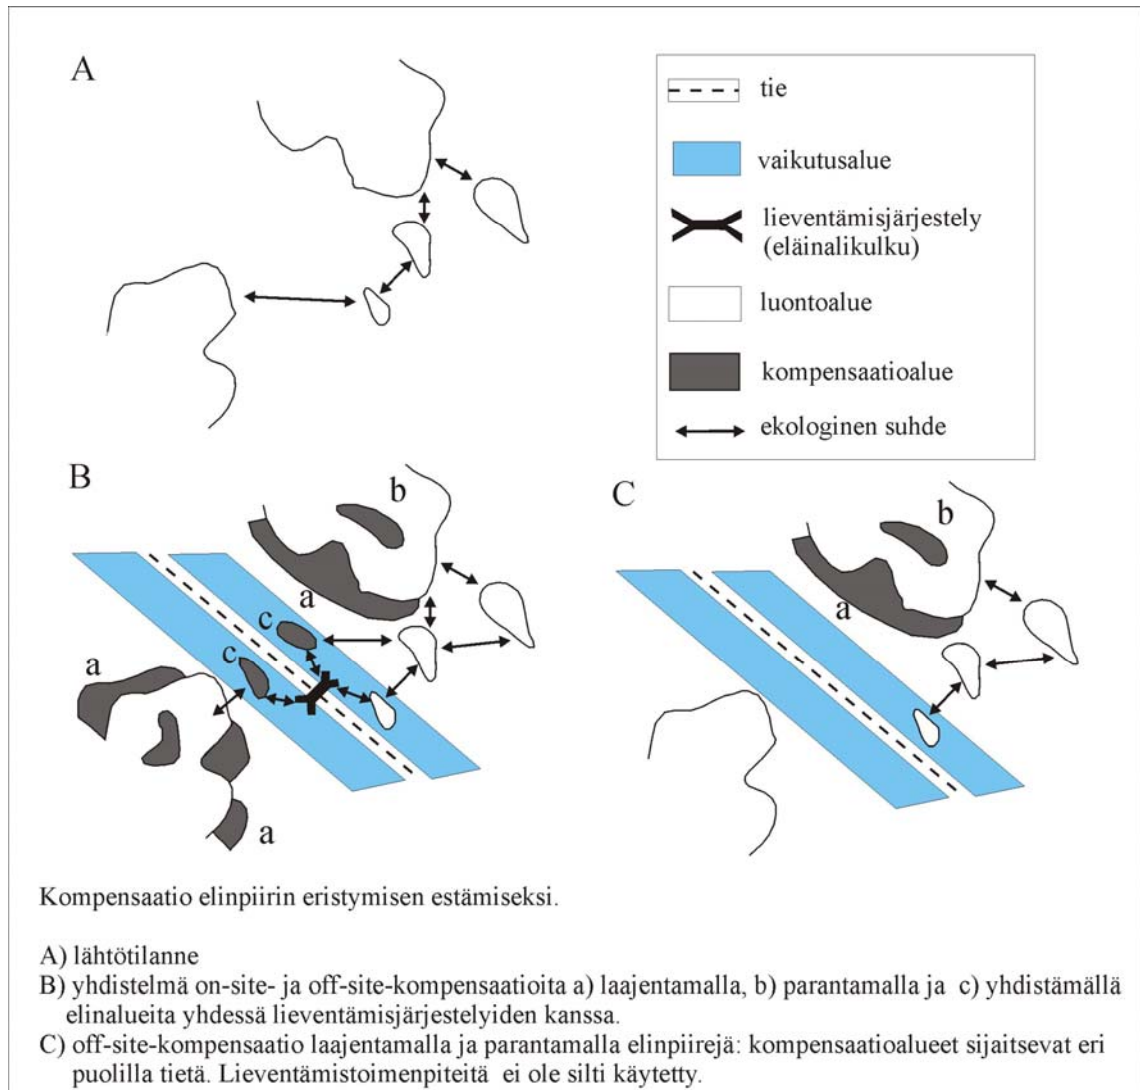 A
tie
vaikutusalue
lieventämisjärjestely
(eläinalikulku)
luontoalue
kompensaatioalue
ekologinen suhde
B
b
a
c
c
a
a
C
b
a
Kompensaatio elinpiirin eristymisen estämiseksi.
A) lähtötilanne
B) yhdistelmä on-site- ja off-site-kompensaatioita a) laajentamalla, b) parantamalla ja c) yhdistämällä
elinalueita yhdessä lieventämisjärjestelyiden kanssa.
C) off-site-kompensaatio laajentamalla ja parantamalla elinpiirejä: kompensaatioalueet sijaitsevat eri
puolilla tietä. Lieventämistoimenpiteitä ei ole silti käytetty.